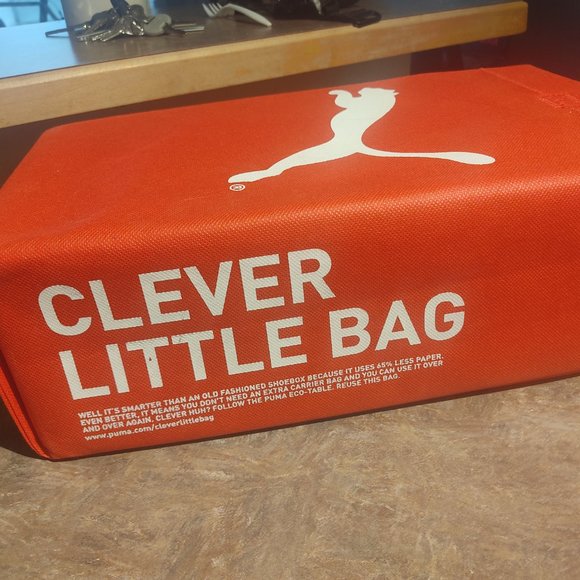 ®
CLEVER
LITTLE BAG
WELL IT'S SMARTER THAN AN OLD FASHIONED SHOEBOX BECAUSE IT USES 65% LESS PAPER.
EVEN BETTER, IT MEANS YOU DON'T NEED AN EXTRA CARRIER BAG AND YOU CAN USE IT OVER
AND OVER AGAIN. CLEVER HUH? FOLLOW THE PUMA ECO-TABLE. REUSE THIS BAG.
www.puma.com/cleverlittlebag